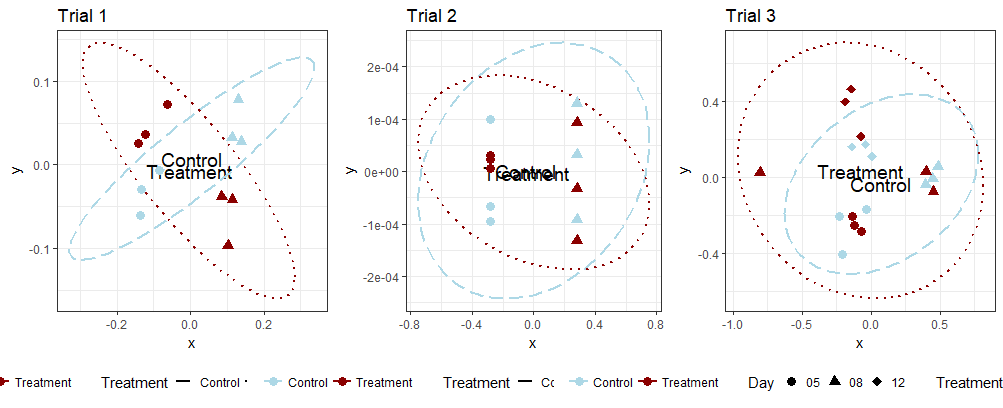 Trial 1 Trial 2 Trial 3
y
0.1
0.0
-0.1
Control
Treatment
-0.2 0.0 0.2
x
y
2e-04
1e-04
0e+00
-1e-04
-2e-04
Control
Treatment
-0.8 -0.4 0.0 0.4 0.8
x
y
0.4
0.0
-0.4
Treatment
Control
-1.0 -0.5 0.0 0.5
x
Treatment Treatment Control Control Treatment Treatment Cc Control Treatment Day 05 08 12 Treatment